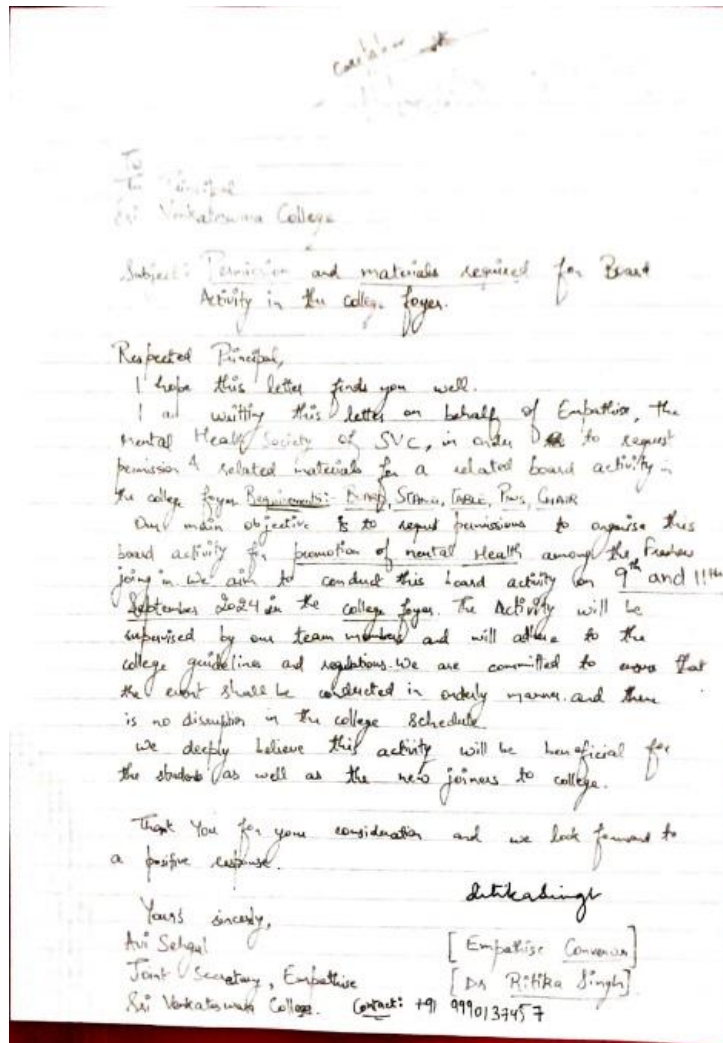 To
The Principal
Sri Venkateswara College
Subject: Permission and materials required for Board
Activity in the college foyer.
Respected Principal,
I hope this letter finds you well.
I a writting this letter on behalf of Empathise, the
Mental Health Society of SVC, in order to request
permission & related materials for a related board activity in
the college foyer Requirements:- BOARD, STAND, TABLE, PINS, CHAIR
Our main objective is to request permissions to organise this
board activity for promotion of mental Health among the Freshers
joining in. We aim to conduct this board activity on 9th and 11th
September 2024 in the college foyer. The Activity will be
supervised by our team members and will adhere to the
college guidelines and regulations. We are committed to ensure that
the event shall be conducted in orderly manner. and there
is no disruption in the college schedule
we deeply believe this activity will be beneficial for
the students as well as the new joiners to college.
Thank You for your consideration and we look forward to
a positive response.
Your's sincerely,
Avi Sehgal
Joint Secretary, Empathise
Sri Venkateswara College. Contact: +91 9990137457
ritikasingh
[Empathise Convenor]
[Dr Ritika Singh]